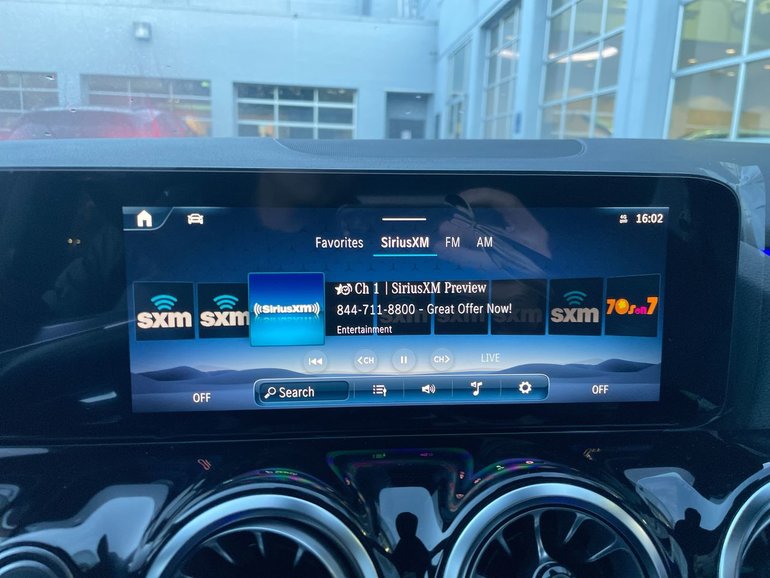 16:02
Favorites SiriusXM FM AM
sxm sxm ((SiriusXM)) Ch 1 | SiriusXM Preview
844-711-8800 - Great Offer Now!
Entertainment
sxm 70s on 7
<CH CH> LIVE
OFF Search OFF